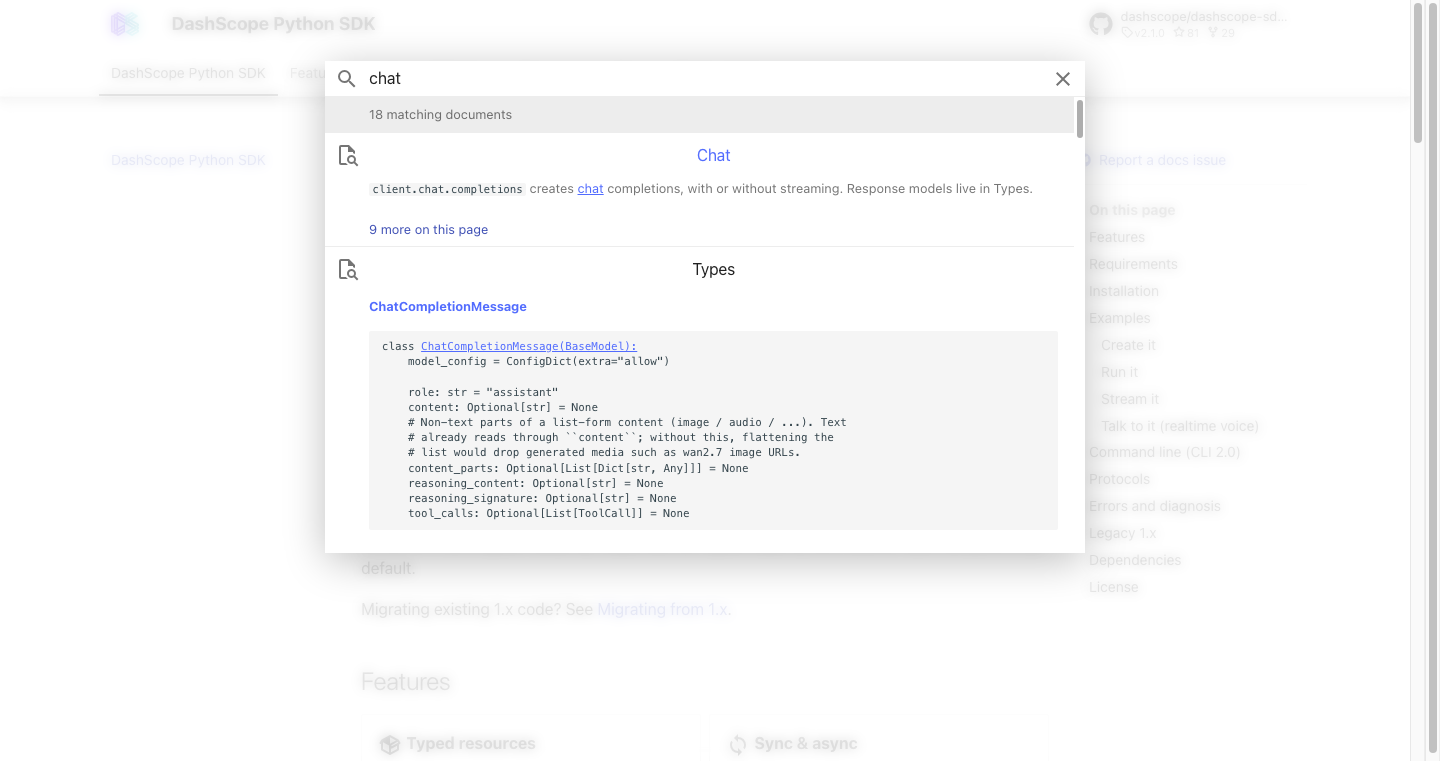 DashScope Python SDK
dashscope/dashscope-sd...
v2.1.0 81 29
DashScope Python SDK
Featu
chat
18 matching documents
Chat
client.chat.completions creates chat completions, with or without streaming. Response models live in Types.
9 more on this page
Types
ChatCompletionMessage
class ChatCompletionMessage(BaseModel):
model_config = ConfigDict(extra="allow")
role: str = "assistant"
content: Optional[str] = None
# Non-text parts of a list-form content (image / audio / ...). Text
# already reads through ``content``; without this, flattening the
# list would drop generated media such as wan2.7 image URLs.
content_parts: Optional[List[Dict[str, Any]]] = None
reasoning_content: Optional[str] = None
reasoning_signature: Optional[str] = None
tool_calls: Optional[List[ToolCall]] = None
DashScope Python SDK
default.
Migrating existing 1.x code? See Migrating from 1.x.
Features
Typed resources
Sync & async
Report a docs issue
On this page
Features
Requirements
Installation
Examples
Create it
Run it
Stream it
Talk to it (realtime voice)
Command line (CLI 2.0)
Protocols
Errors and diagnosis
Legacy 1.x
Dependencies
License